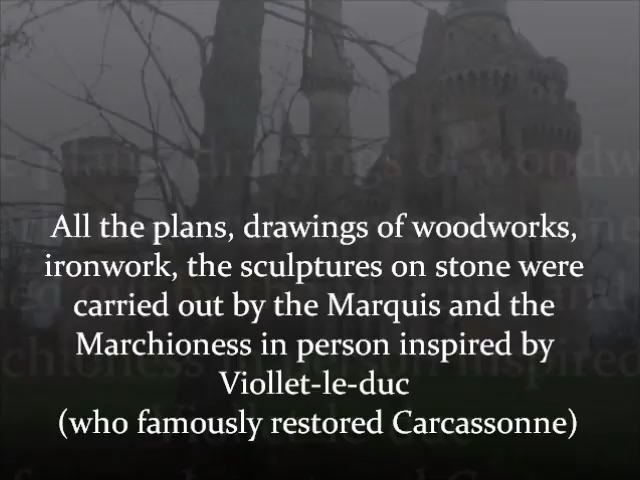 All the plans, drawings of woodworks,
ironwork, the sculptures on stone were
carried out by the Marquis and the
Marchioness in person inspired by
Viollet-le-duc
(who famously restored Carcassonne)